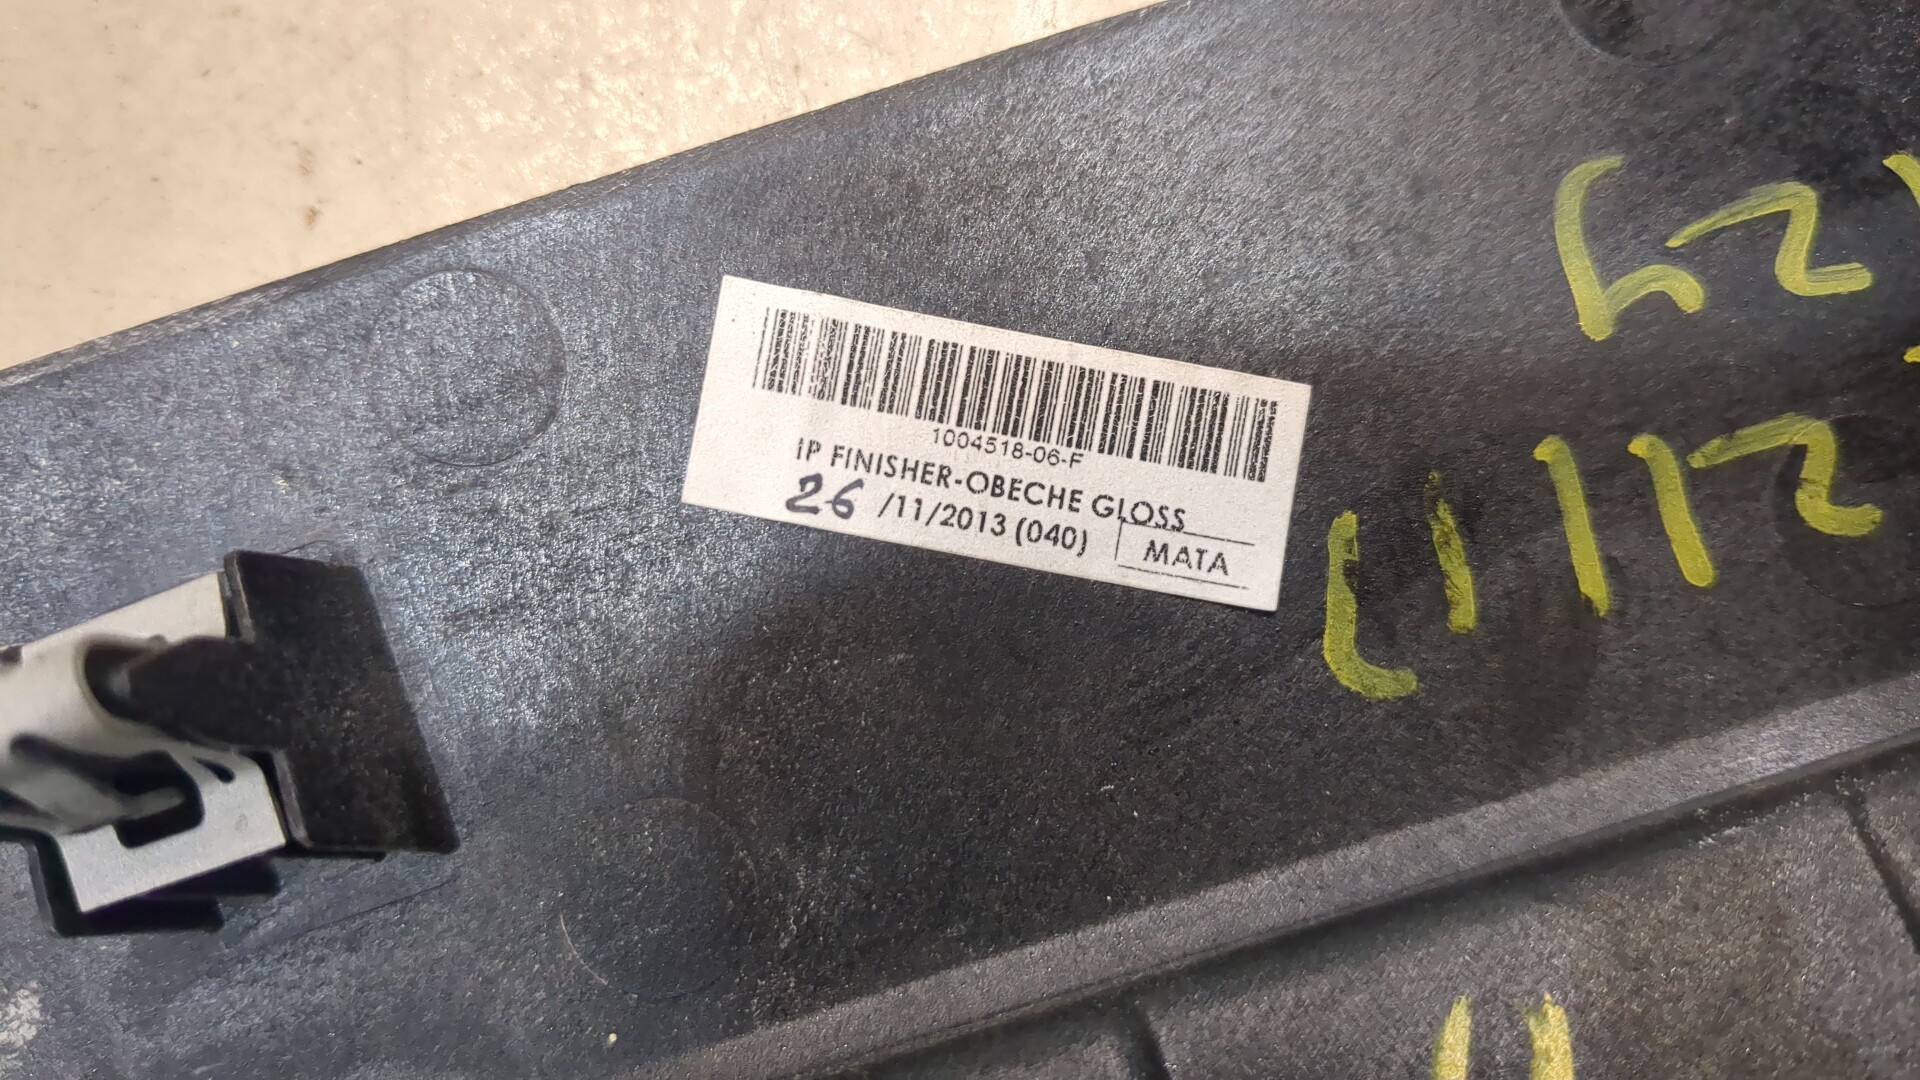 1004518-06-F
IP FINISHER-OBECHE GLOSS
26 /11/2013 (040)
MATA